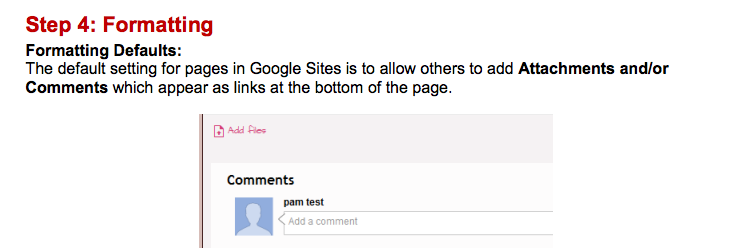 Step 4: Formatting
Formatting Defaults:
The default setting for pages in Google Sites is to allow others to add Attachments and/or
Comments which appear as links at the bottom of the page.
Add files
Comments
pam test
Add a comment